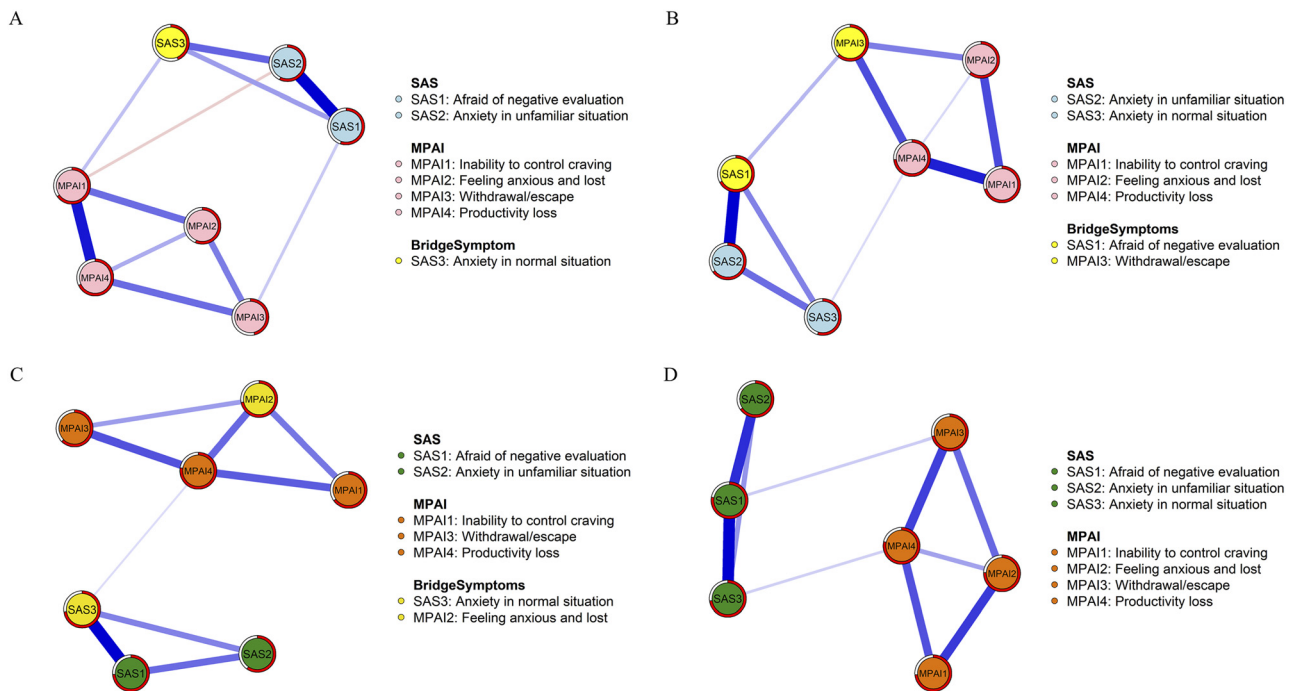 A
SAS3
SAS2
SAS1
MPAI1
MPAI2
MPAI4
MPAI3
SAS
SAS1: Afraid of negative evaluation
SAS2: Anxiety in unfamiliar situation
MPAI
MPAI1: Inability to control craving
MPAI2: Feeling anxious and lost
MPAI3: Withdrawal/escape
MPAI4: Productivity loss
BridgeSymptom
SAS3: Anxiety in normal situation
B
MPAI3
MPAI2
MPAI4
MPAI1
SAS1
SAS2
SAS3
SAS
SAS2: Anxiety in unfamiliar situation
SAS3: Anxiety in normal situation
MPAI
MPAI1: Inability to control craving
MPAI2: Feeling anxious and lost
MPAI4: Productivity loss
BridgeSymptoms
SAS1: Afraid of negative evaluation
MPAI3: Withdrawal/escape
C
MPAI2
MPAI3
MPAI4
MPAI1
SAS3
SAS2
SAS1
SAS
SAS1: Afraid of negative evaluation
SAS2: Anxiety in unfamiliar situation
MPAI
MPAI1: Inability to control craving
MPAI3: Withdrawal/escape
MPAI4: Productivity loss
BridgeSymptoms
SAS3: Anxiety in normal situation
MPAI2: Feeling anxious and lost
D
SAS2
MPAI3
SAS1
MPAI4
MPAI2
SAS3
MPAI1
SAS
SAS1: Afraid of negative evaluation
SAS2: Anxiety in unfamiliar situation
SAS3: Anxiety in normal situation
MPAI
MPAI1: Inability to control craving
MPAI2: Feeling anxious and lost
MPAI3: Withdrawal/escape
MPAI4: Productivity loss